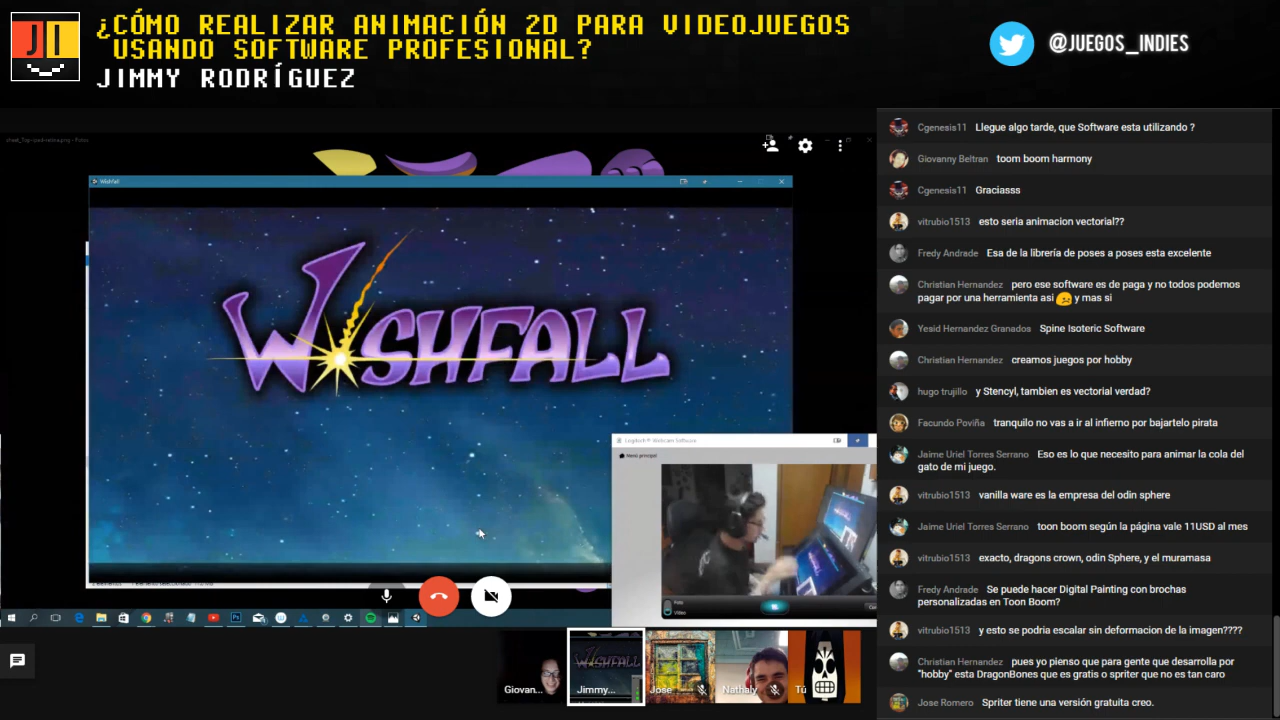 JI
¿CÓMO REALIZAR ANIMACIÓN 2D PARA VIDEOJUEGOS
USANDO SOFTWARE PROFESIONAL?
JIMMY RODRÍGUEZ
@JUEGOS_INDIES
Wishfall
WISHFALL
Logitech® Webcam Software
Menú principal
Foto
Vídeo
Giovan...
Jimmy...
Jose
Nathaly
Tú
Cgenesis11 Llegue algo tarde, que Software esta utilizando ?
Giovanny Beltran toom boom harmony
Cgenesis11 Graciasss
vitrubio1513 esto seria animacion vectorial??
Fredy Andrade Esa de la librería de poses a poses esta excelente
Christian Hernandez pero ese software es de paga y no todos podemos
pagar por una herramienta asi y mas si
Yesid Hernandez Granados Spine Isoteric Software
Christian Hernandez creamos juegos por hobby
hugo trujillo y Stencyl, tambien es vectorial verdad?
Facundo Poviña tranquilo no vas a ir al infierno por bajartelo pirata
Jaime Uriel Torres Serrano Eso es lo que necesito para animar la cola del
gato de mi juego.
vitrubio1513 vanilla ware es la empresa del odin sphere
Jaime Uriel Torres Serrano toon boom según la página vale 11USD al mes
vitrubio1513 exacto, dragons crown, odin Sphere, y el muramasa
Fredy Andrade Se puede hacer Digital Painting con brochas
personalizadas en Toon Boom?
vitrubio1513 y esto se podria escalar sin deformacion de la imagen????
Christian Hernandez pues yo pienso que para gente que desarrolla por
"hobby" esta DragonBones que es gratis o spriter que no es tan caro
Jose Romero Spriter tiene una versión gratuita creo.